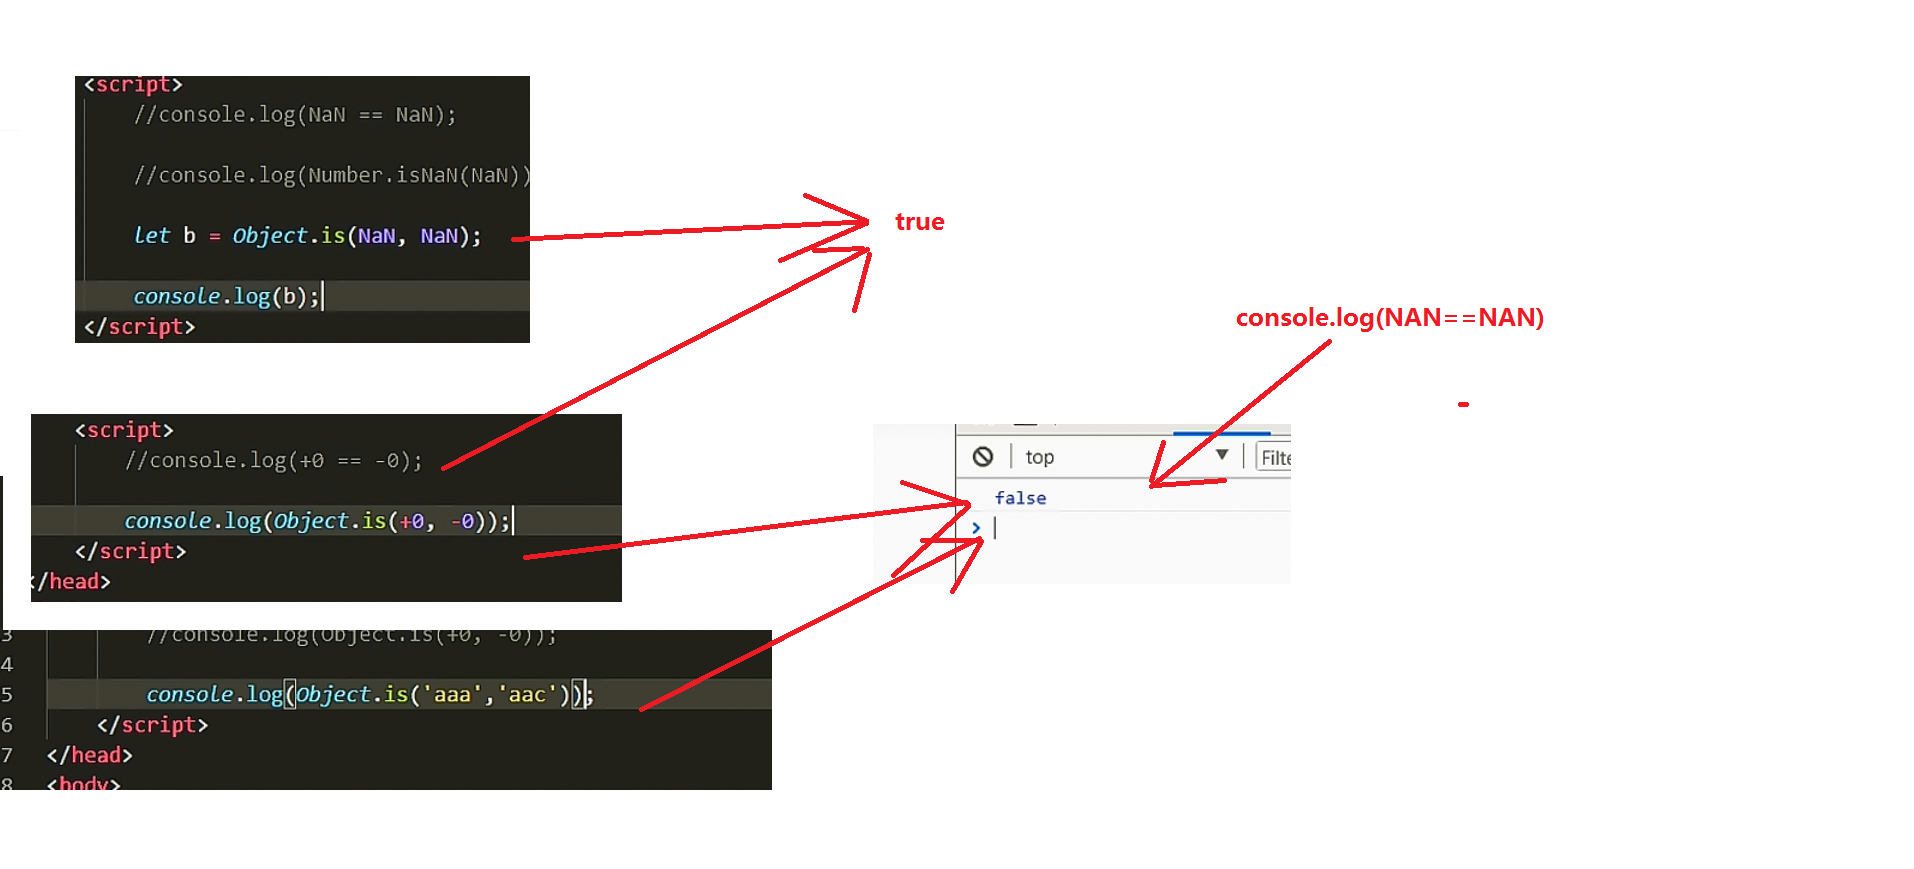 <script>
//console.log(NaN == NaN);
//console.log(Number.isNaN(NaN))
let b = Object.is(NaN, NaN);
console.log(b);
</script>
true
console.log(NAN==NAN)
<script>
//console.log(+0 == -0);
console.log(Object.is(+0, -0));
</script>
</head>
top
Filte
false
3 //console.log(Object.is(+0, -0));
4
5 console.log(Object.is('aaa','aac'));
6 </script>
7 </head>
8 <body>